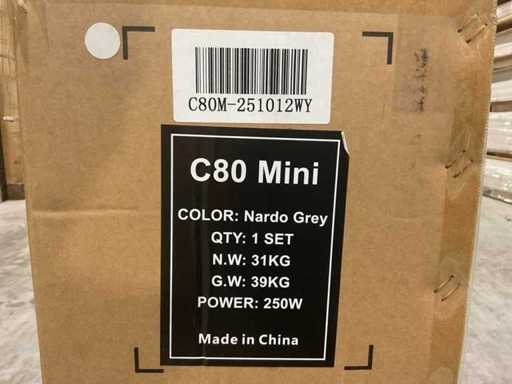 C80M-251012WY
C80 Mini
COLOR: Nardo Grey
QTY: 1 SET
N.W: 31KG
G.W: 39KG
POWER: 250W
Made in China